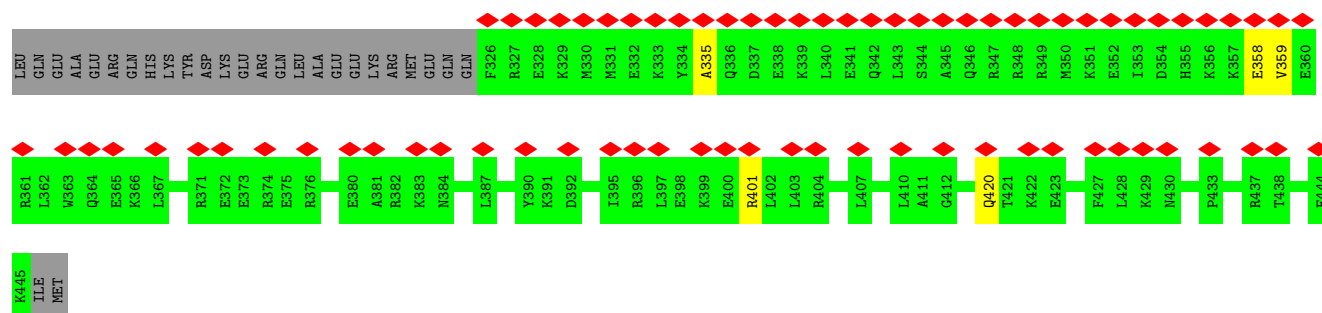 LEU GLN GLU ALA GLU ARG GLN HIS LYS TYR ASP LYS GLU ARG GLN LEU ALA GLU GLU LYS ARG MET GLU GLN GLN F326 R327 E328 K329 M330 M331 E332 K333 Y334 A335 Q336 D337 E338 K339 L340 E341 Q342 L343 S344 A345 Q346 R347 R348 R349 M350 K351 E352 I353 D354 H355 K356 K357 E358 V359 E360
R361 L362 W363 Q364 E365 K366 L367 R371 E372 E373 R374 E375 R376 E380 A381 R382 K383 N384 L387 Y390 K391 D392 I395 R396 L397 E398 K399 E400 R401 L402 L403 R404 L407 L410 A411 G412 Q420 T421 K422 E423 F427 L428 K429 N430 P433 R437 T438
K445 ILE MET